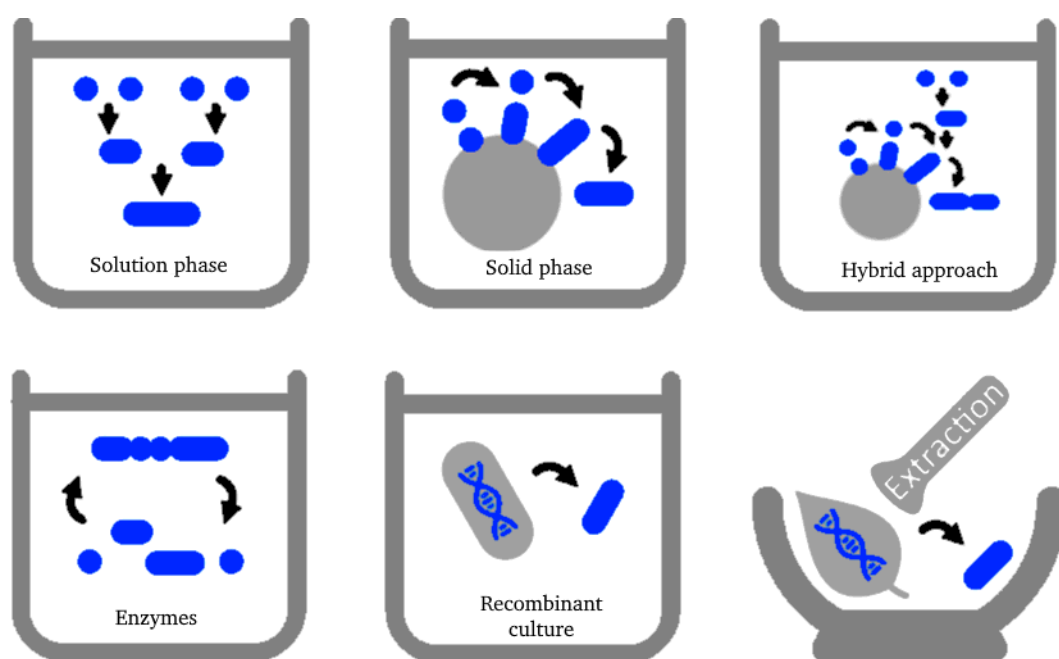 Solution phase
Solid phase
Hybrid approach
Enzymes
Recombinant
culture
Extraction